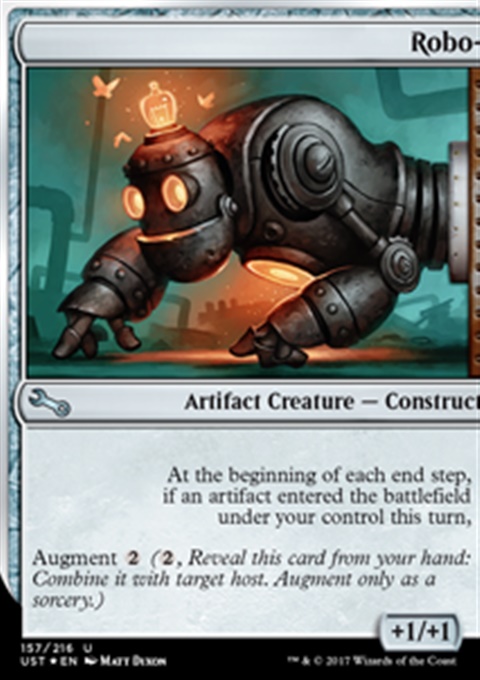 Robo-
Artifact Creature — Construct
At the beginning of each end step,
if an artifact entered the battlefield
under your control this turn,
Augment 2 (2, Reveal this card from your hand:
Combine it with target host. Augment only as a
sorcery.)
+1/+1
157/216 U
UST ★ EN Matt Dixon
™ & © 2017 Wizards of the Coast